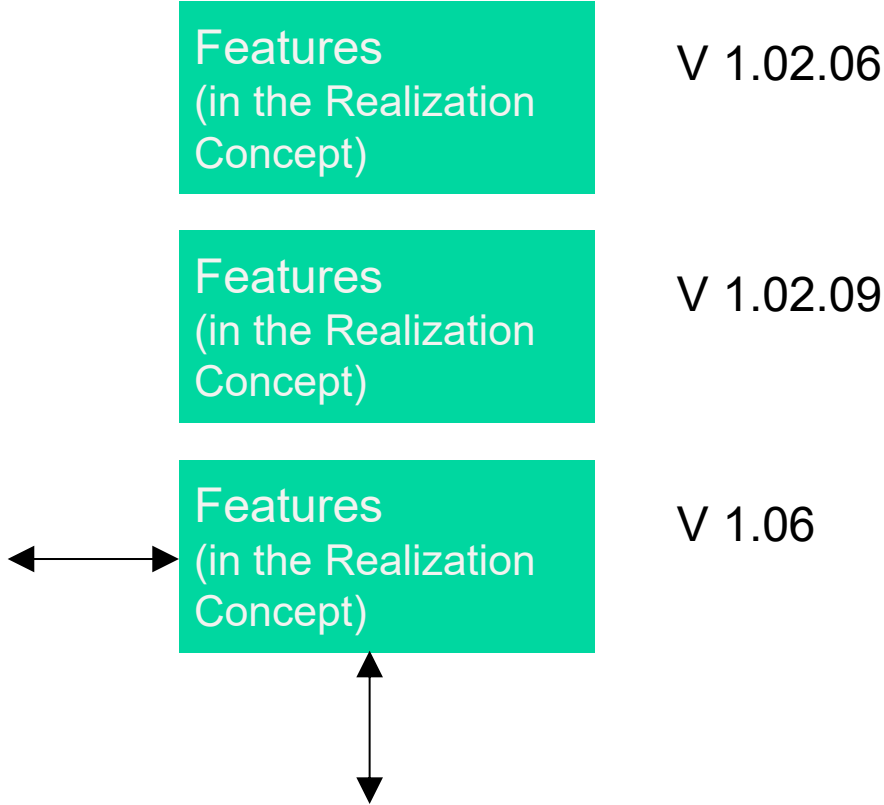 Features
(in the Realization
Concept)
V 1.02.06
Features
(in the Realization
Concept)
V 1.02.09
Features
(in the Realization
Concept)
V 1.06